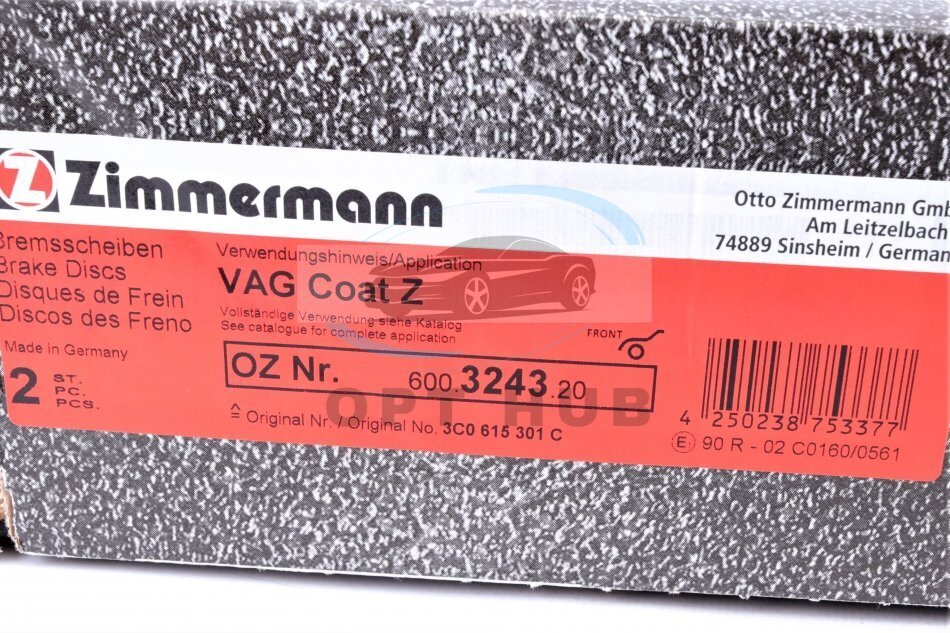 Z Zimmermann
Otto Zimmermann Gmb
Am Leitzelbach
74889 Sinsheim / German
Bremsscheiben
Brake Discs
Disques de Frein
Discos des Freno
Made in Germany
2 ST.
PC.
PCS.
Verwendungshinweis/Application
VAG Coat Z
Vollständige Verwendung siehe Katalog
See catalogue for complete application
FRONT
OZ Nr. 600.3243.20
≙ Original Nr. / Original No. 3C0 615 301 C
4 250238 753377
E1 90 R - 02 C0160/0561
OPT HUB